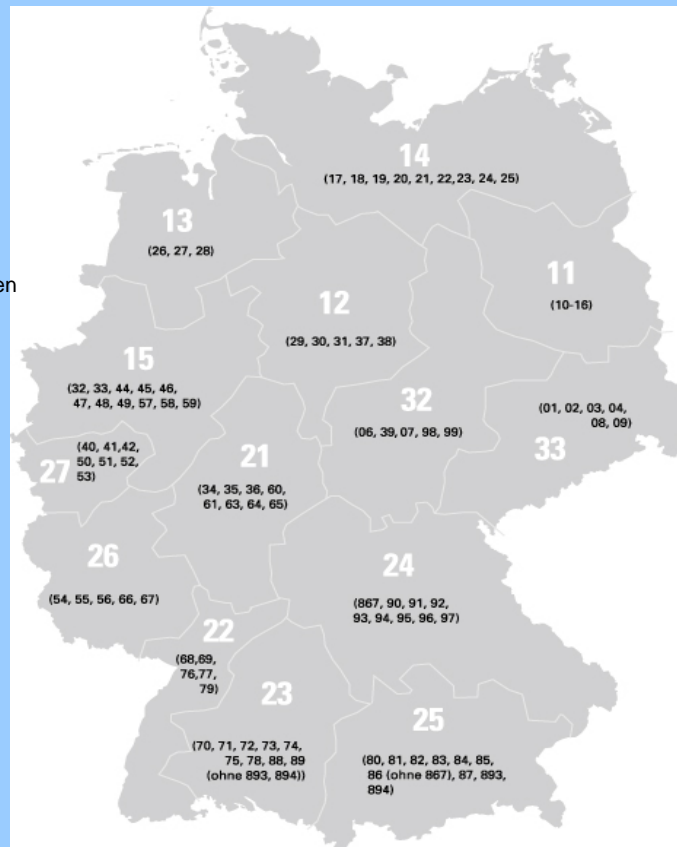 14
(17, 18, 19, 20, 21, 22,23, 24, 25)
13
(26, 27, 28)
11
(10-16)
en
12
(29, 30, 31, 37, 38)
15
(32, 33, 44, 45, 46,
47, 48, 49, 57, 58, 59)
32
(06, 39, 07, 98, 99)
(01, 02, 03, 04,
08, 09)
33
27
(40, 41,42,
50, 51, 52,
53)
21
(34, 35, 36, 60,
61, 63, 64, 65)
26
(54, 55, 56, 66, 67)
24
(867, 90, 91, 92,
93, 94, 95, 96, 97)
22
(68,69,
76,77,
79)
23
(70, 71, 72, 73, 74,
75, 78, 88, 89
(ohne 893, 894))
25
(80, 81, 82, 83, 84, 85,
86 (ohne 867), 87, 893,
894)